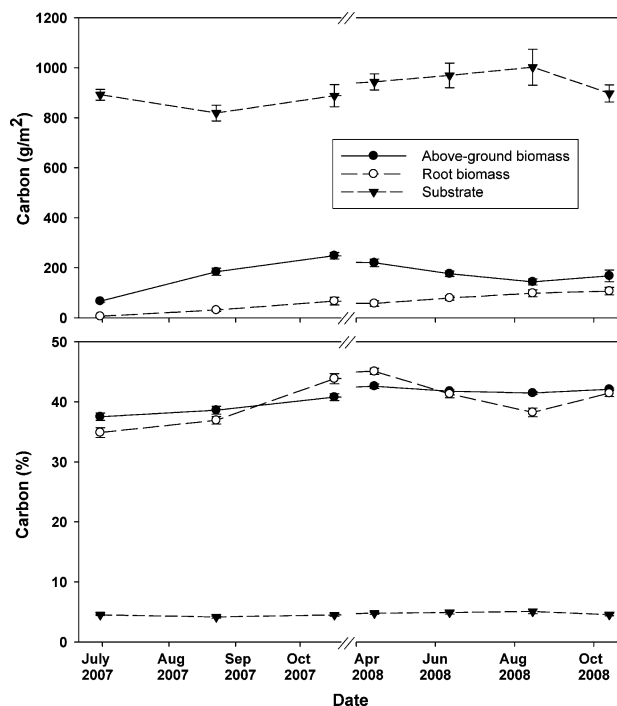 1200
1000
800
600
400
200
0
Carbon (g/m2)
Above-ground biomass
Root biomass
Substrate
50
40
30
20
10
0
Carbon (%)
July Aug Sep Oct Apr Jun Aug Oct
2007 2007 2007 2007 2008 2008 2008 2008
Date